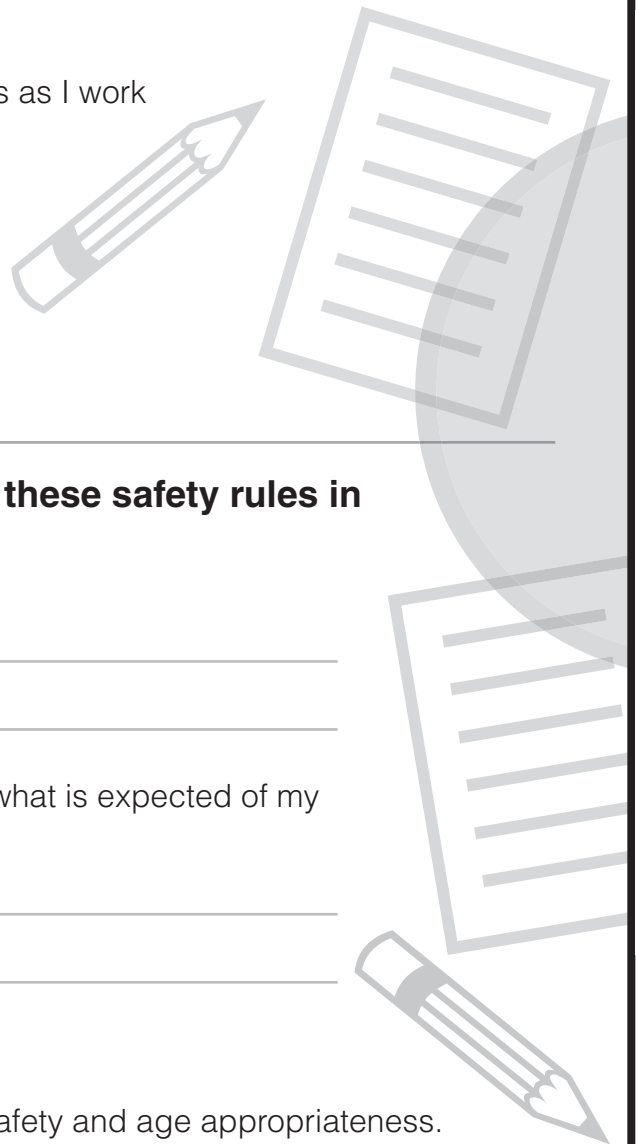 s as I work
these safety rules in
what is expected of my
afety and age appropriateness.